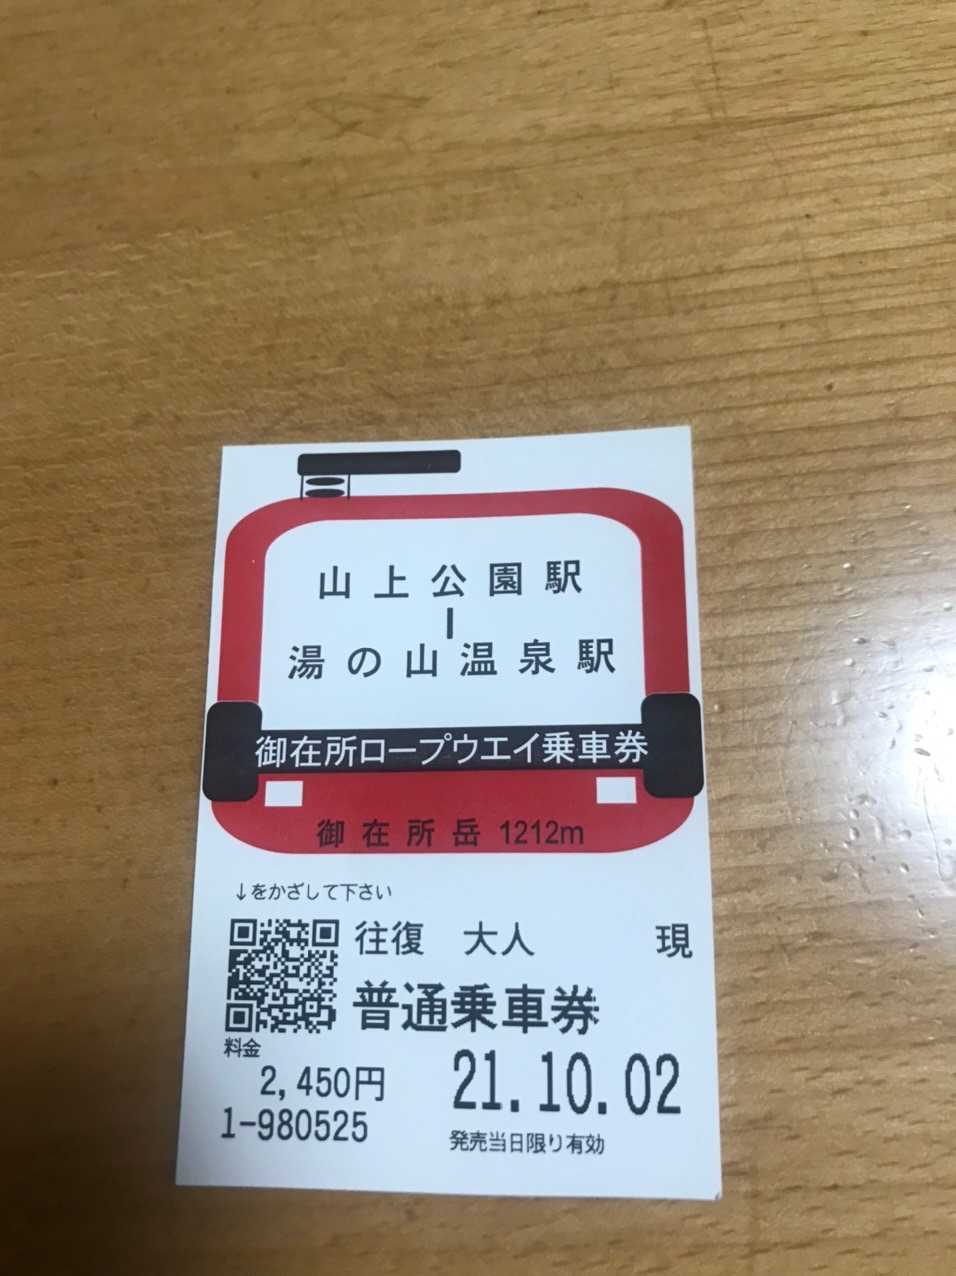 山上公園駅
ー
湯の山温泉駅
御在所ロープウエイ乗車券
御在所岳 1212m
↓をかざして下さい
往復 大人 現
普通乗車券
料金
2,450円
21.10.02
1-980525
発売当日限り有効